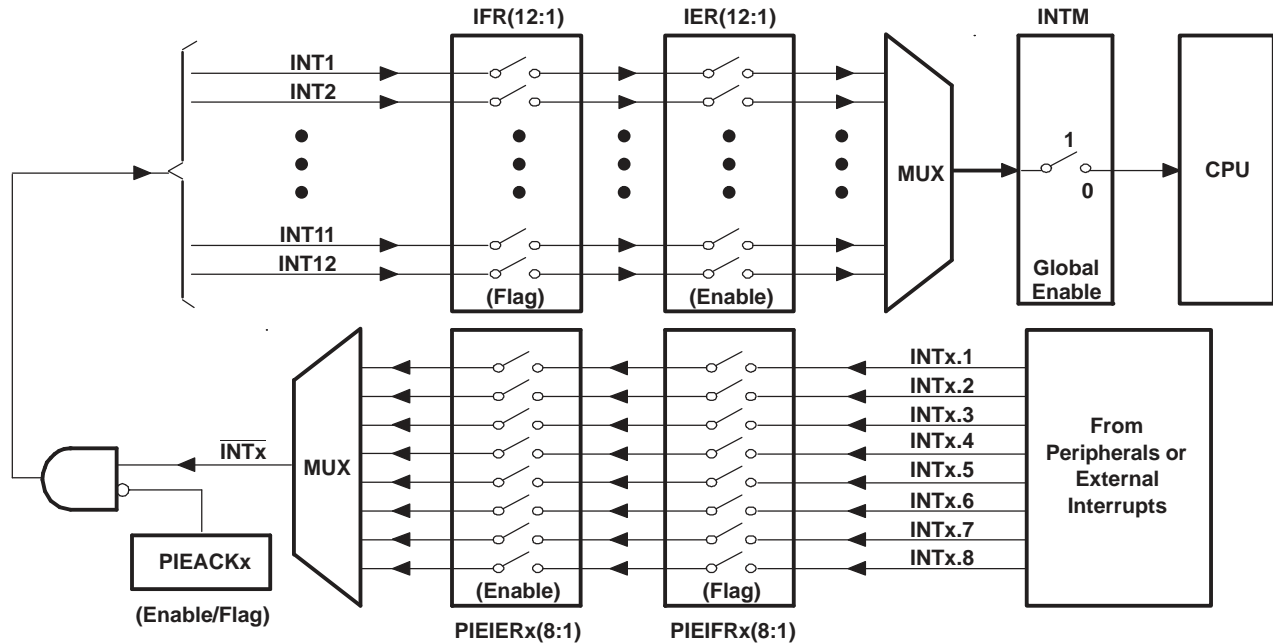 IFR(12:1)
IER(12:1)
INTM
INT1
INT2
INT11
INT12
(Flag)
(Enable)
MUX
1
0
Global
Enable
CPU
INTx
MUX
PIEACKx
(Enable/Flag)
(Enable)
PIEIERx(8:1)
(Flag)
PIEIFRx(8:1)
INTx.1
INTx.2
INTx.3
INTx.4
INTx.5
INTx.6
INTx.7
INTx.8
From
Peripherals or
External
Interrupts